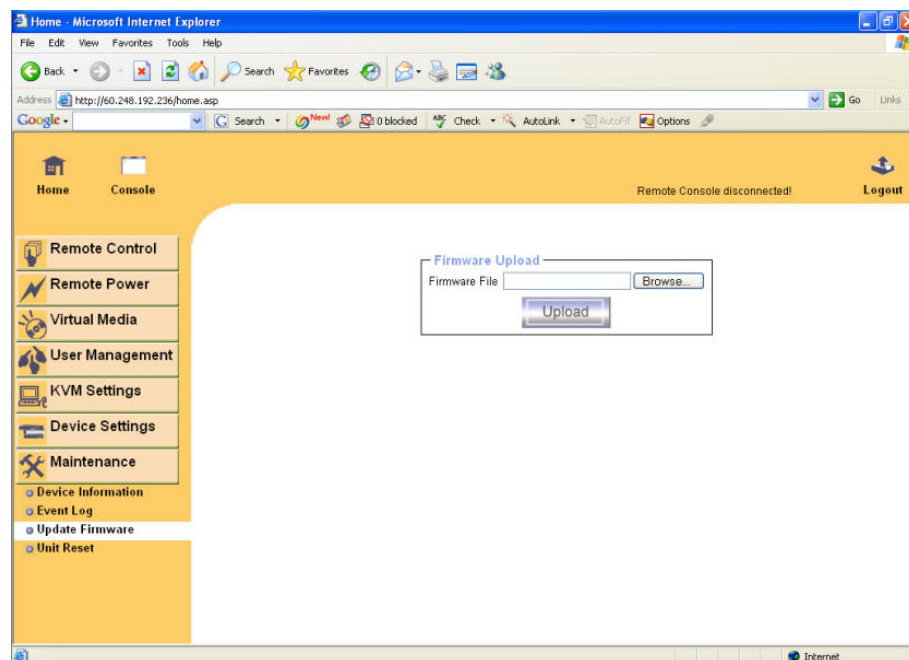 Home - Microsoft Internet Explorer
File Edit View Favorites Tools Help
Back Search Favorites
Address http://60.248.192.236/home.asp Go Links
Google Search New! 0 blocked ABC Check AutoLink AutoFill Options
Home Console Remote Console disconnected! Logout
Remote Control
Remote Power
Virtual Media
User Management
KVM Settings
Device Settings
Maintenance
Device Information
Event Log
Update Firmware
Unit Reset
Firmware Upload
Firmware File Browse...
Upload
Internet